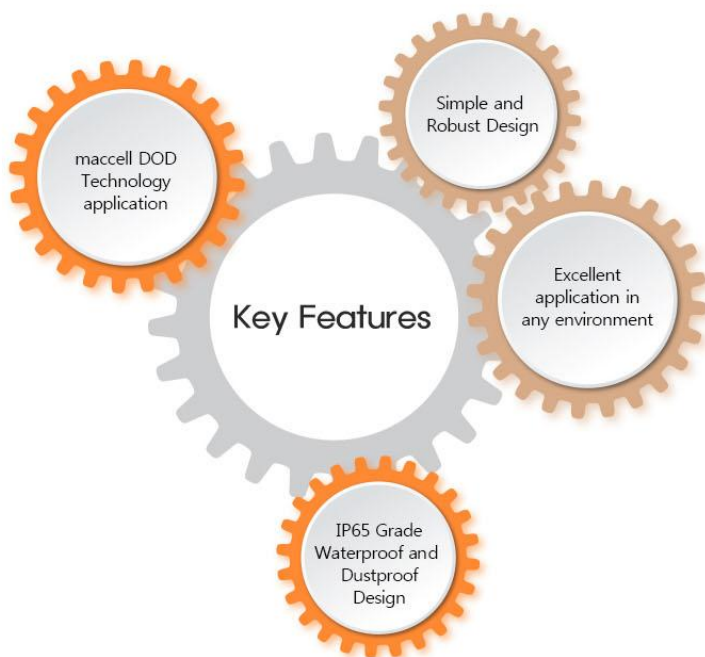 Key Features
maccell DOD
Technology
application
Simple and
Robust Design
Excellent
application in
any environment
IP65 Grade
Waterproof and
Dustproof
Design